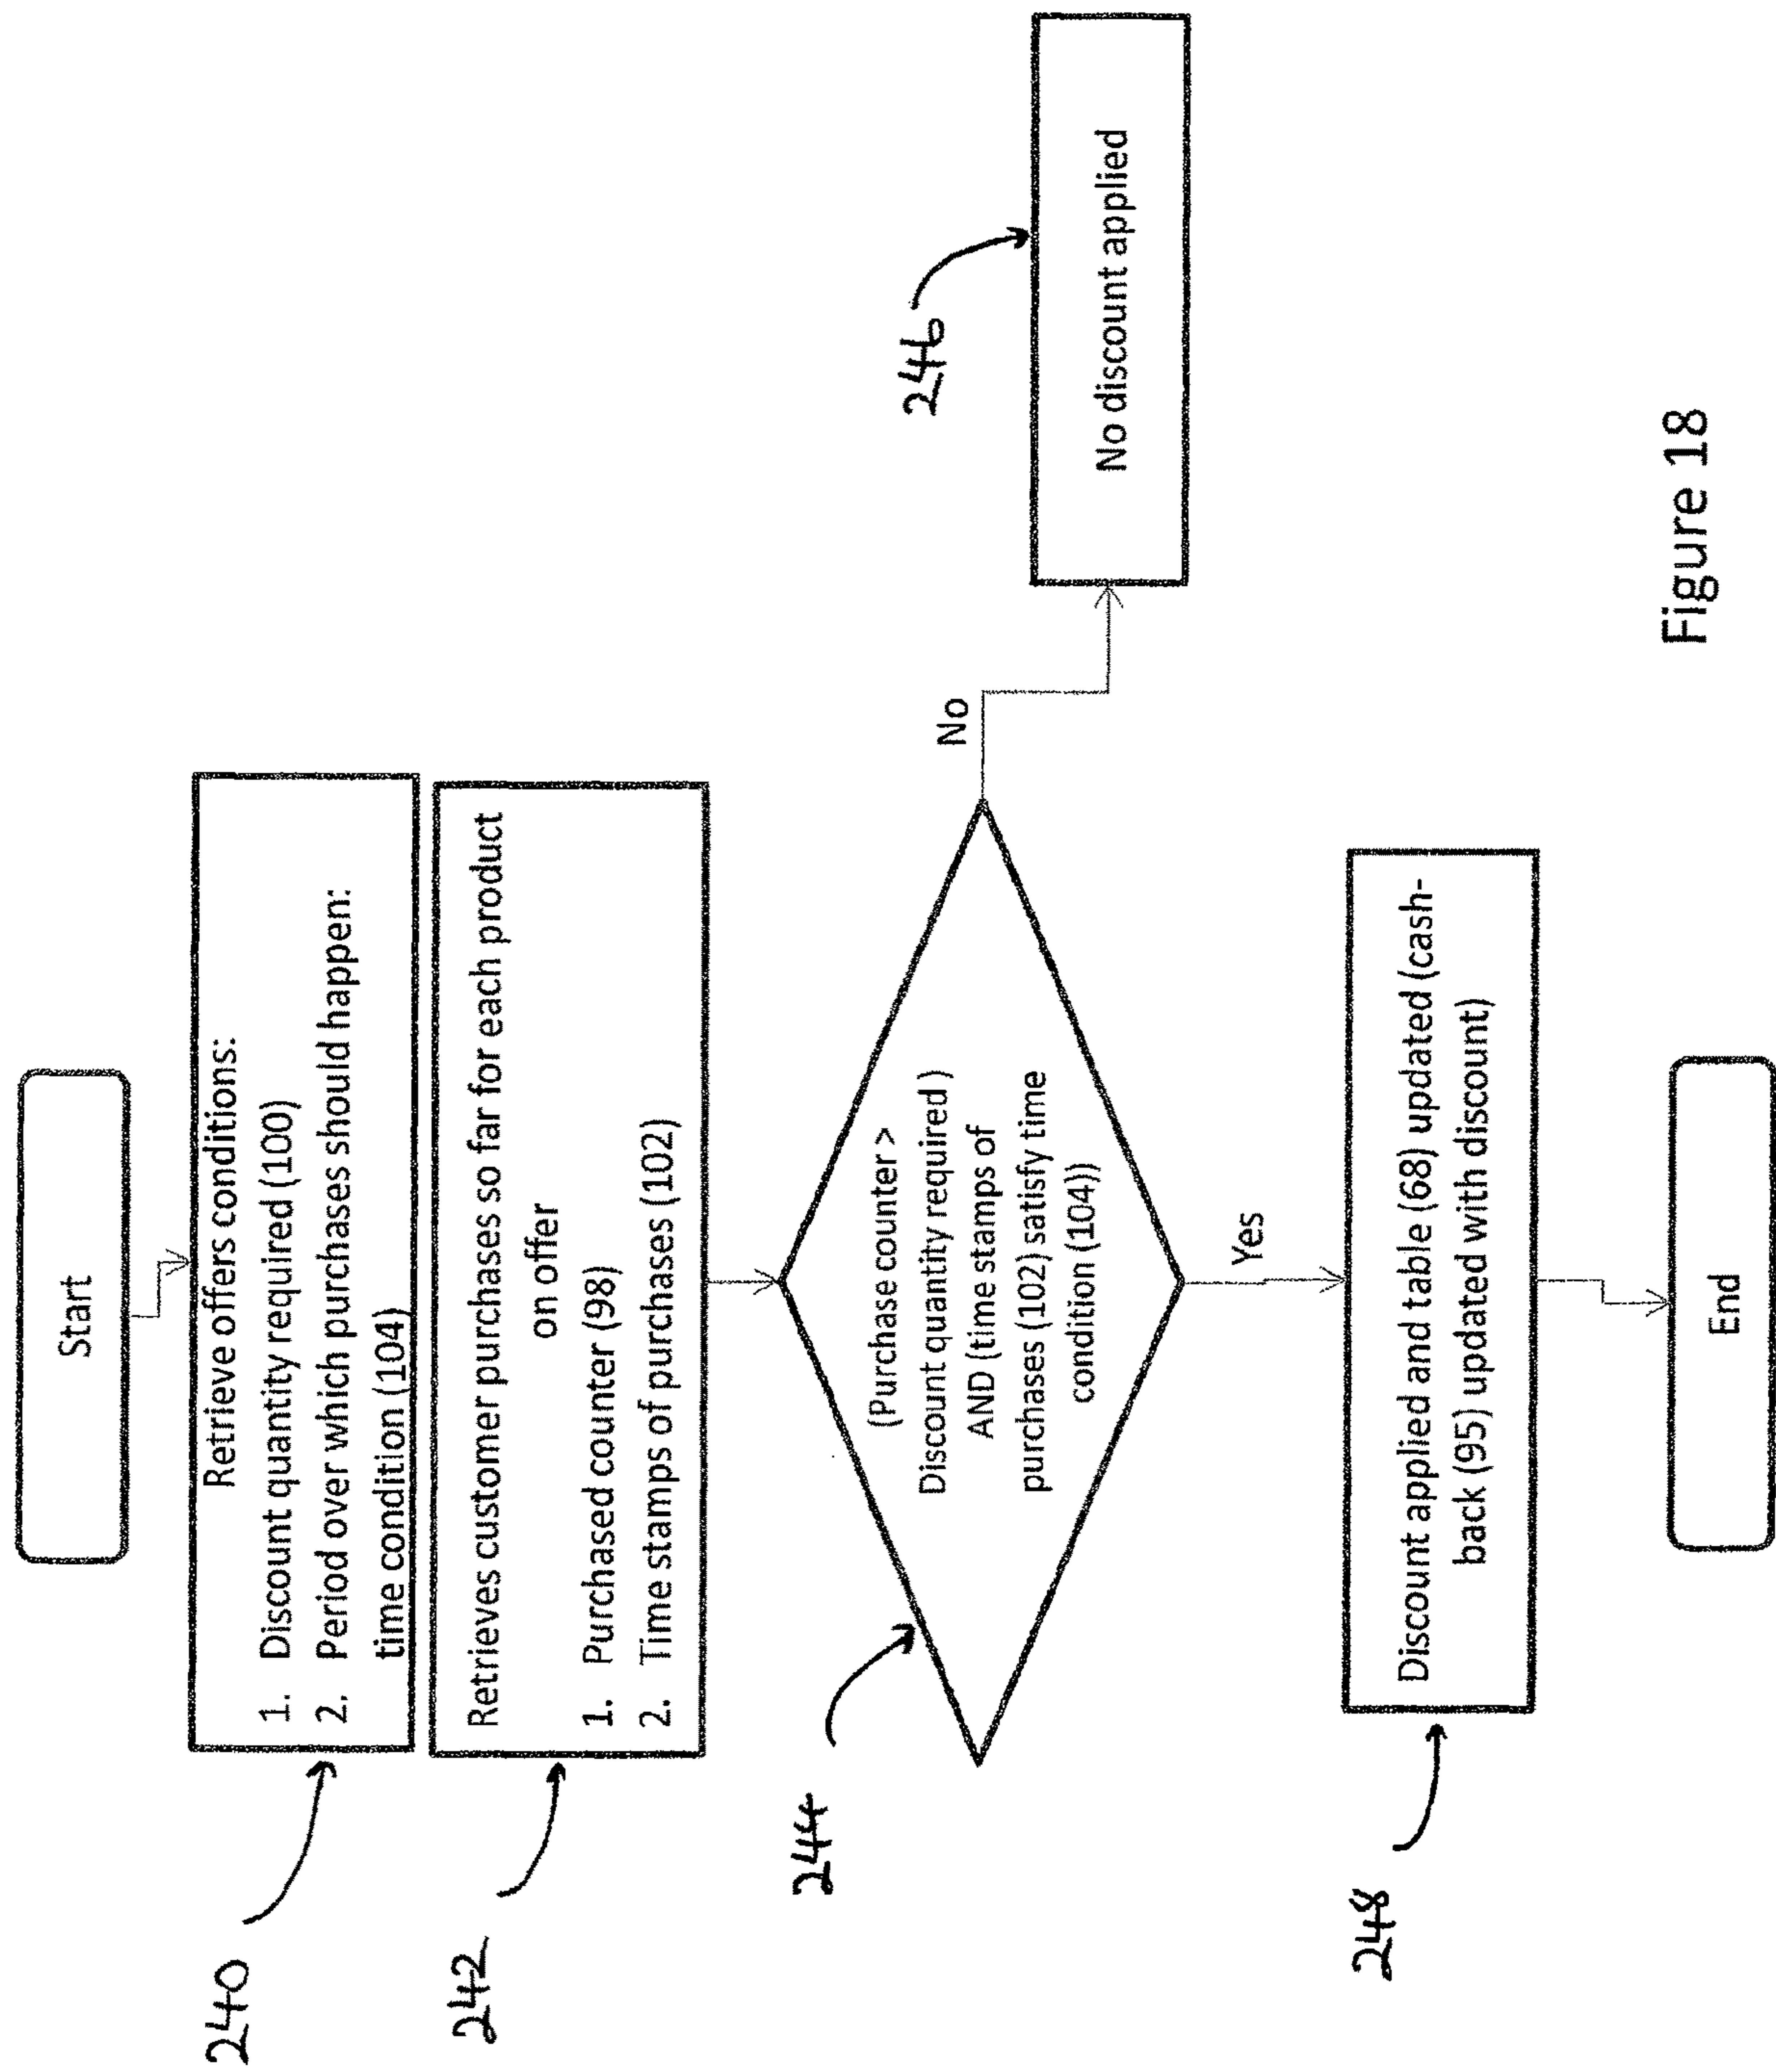 Start
240
Retrieve offers conditions:
1. Discount quantity required (100)
2. Period over which purchases should happen:
time condition (104)
242
Retrieves customer purchases so far for each product
on offer
1. Purchased counter (98)
2. Time stamps of purchases (102)
244
(Purchase counter >
Discount quantity required )
AND (time stamps of
purchases (102) satisfy time
condition (104))
No
246
No discount applied
Yes
248
Discount applied and table (68) updated (cash-
back (95) updated with discount)
End
Figure 18